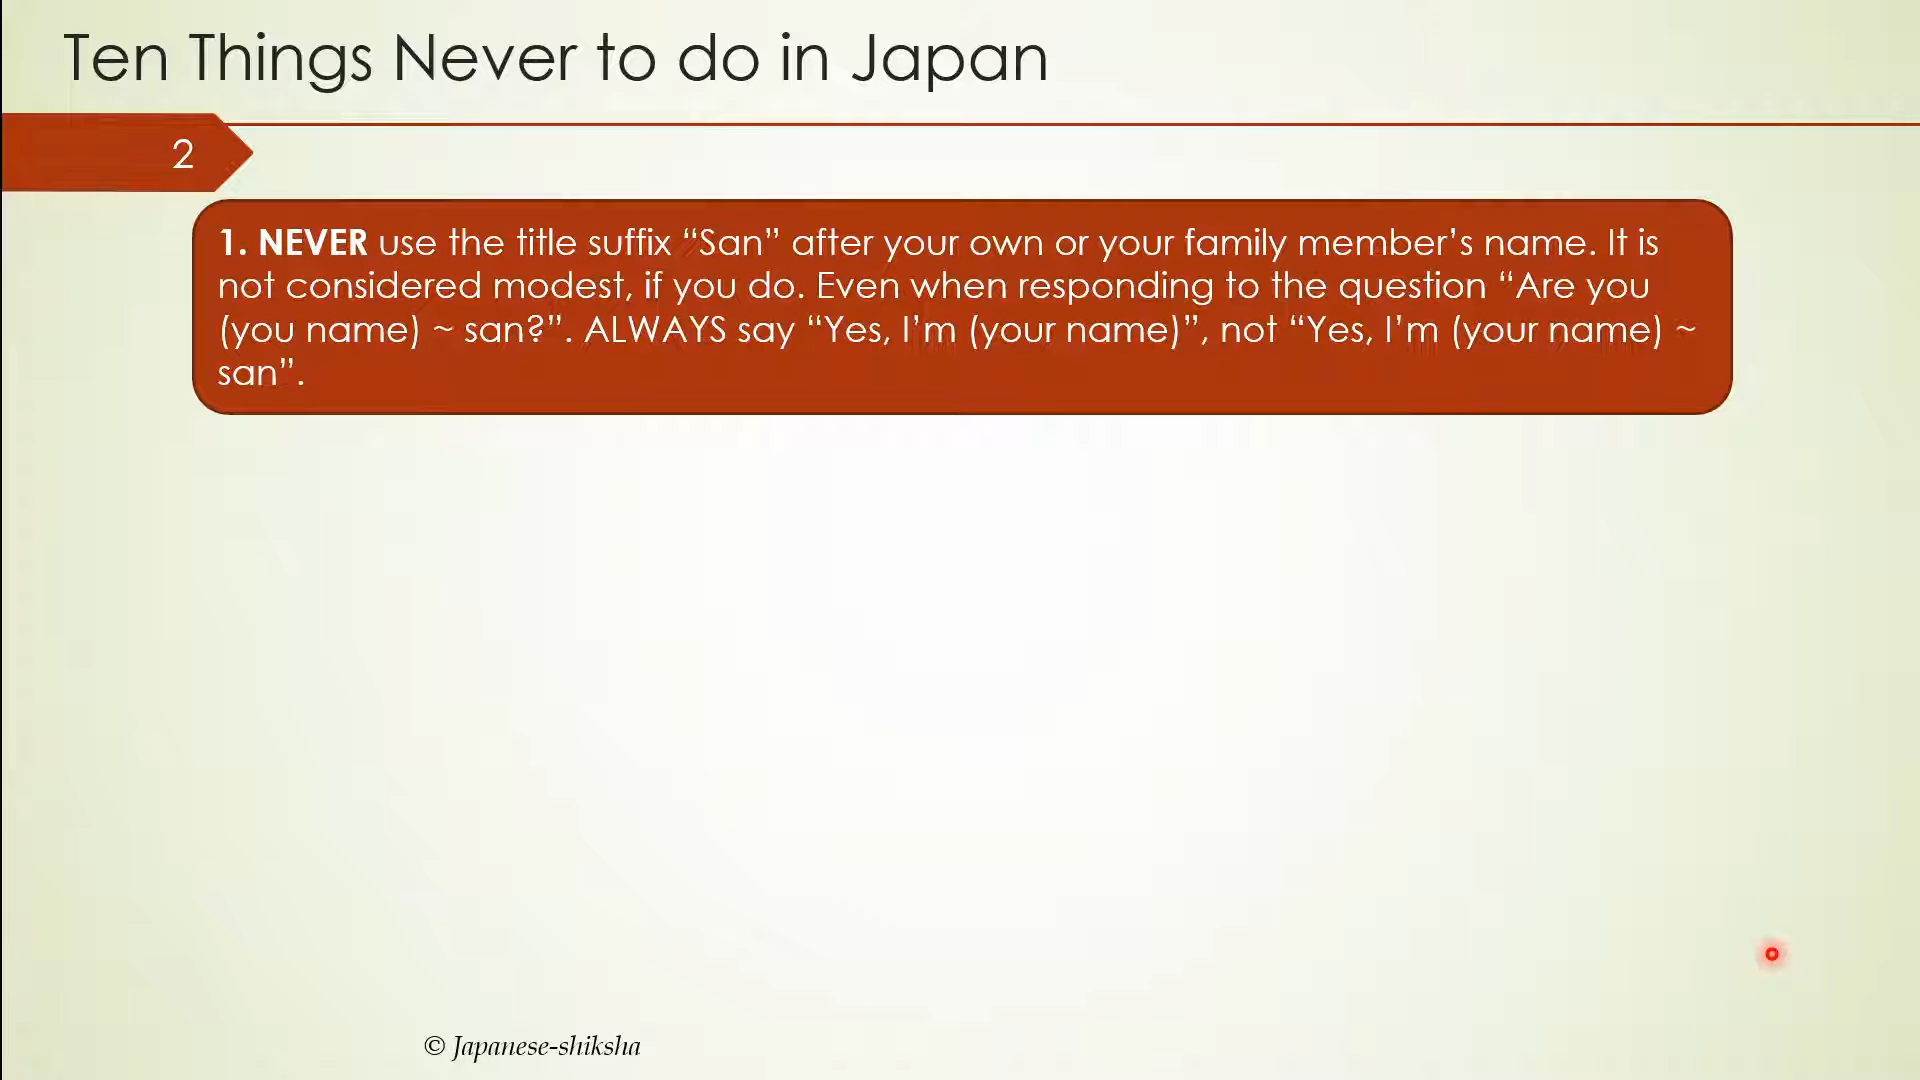 Ten Things Never to do in Japan
2
1. NEVER use the title suffix “San” after your own or your family member’s name. It is
not considered modest, if you do. Even when responding to the question “Are you
(you name) ~ san?”. ALWAYS say “Yes, I’m (your name)”, not “Yes, I’m (your name) ~
san”.
© Japanese-shiksha